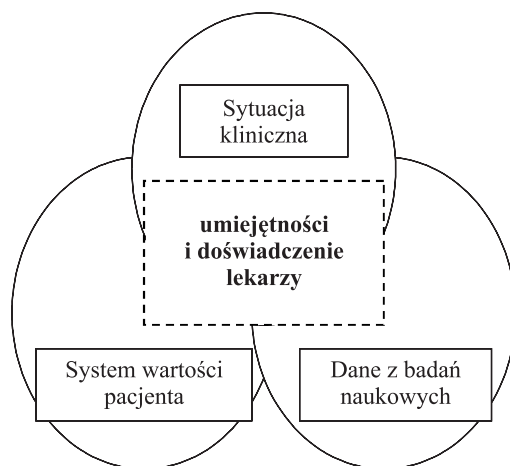 Sytuacja
kliniczna
umiejętności
i doświadczenie
lekarzy
System wartości
pacjenta
Dane z badań
naukowych